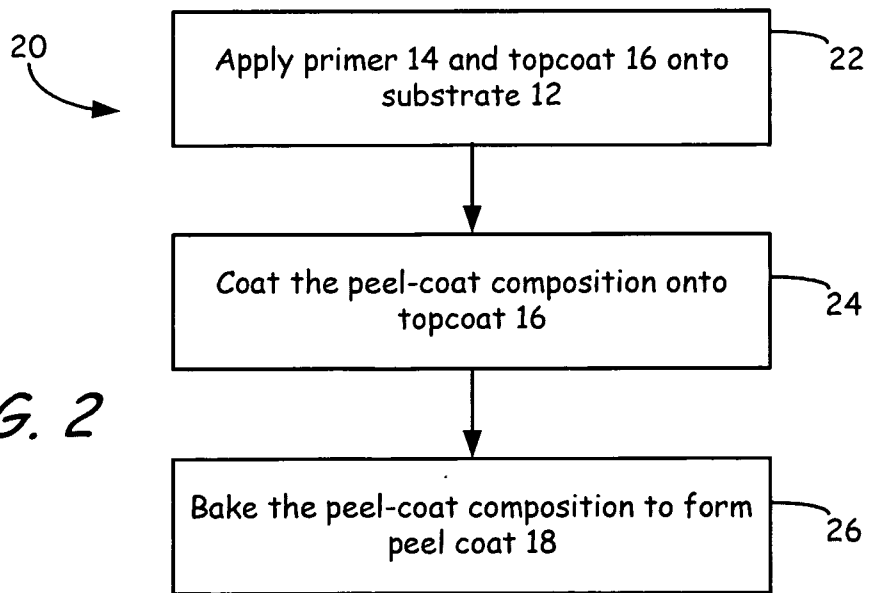 20
Apply primer 14 and topcoat 16 onto
substrate 12
22
Coat the peel-coat composition onto
topcoat 16
24
G. 2
Bake the peel-coat composition to form
peel coat 18
26